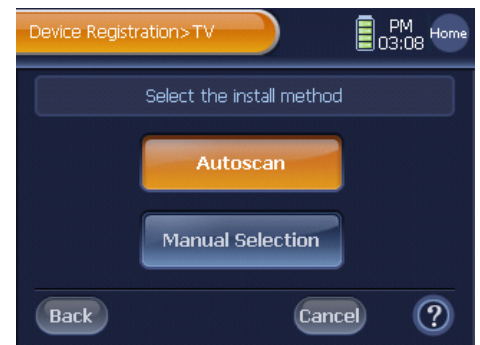 Device Registration>TV
PM
03:08
Home
Select the install method
Autoscan
Manual Selection
Back
Cancel
?